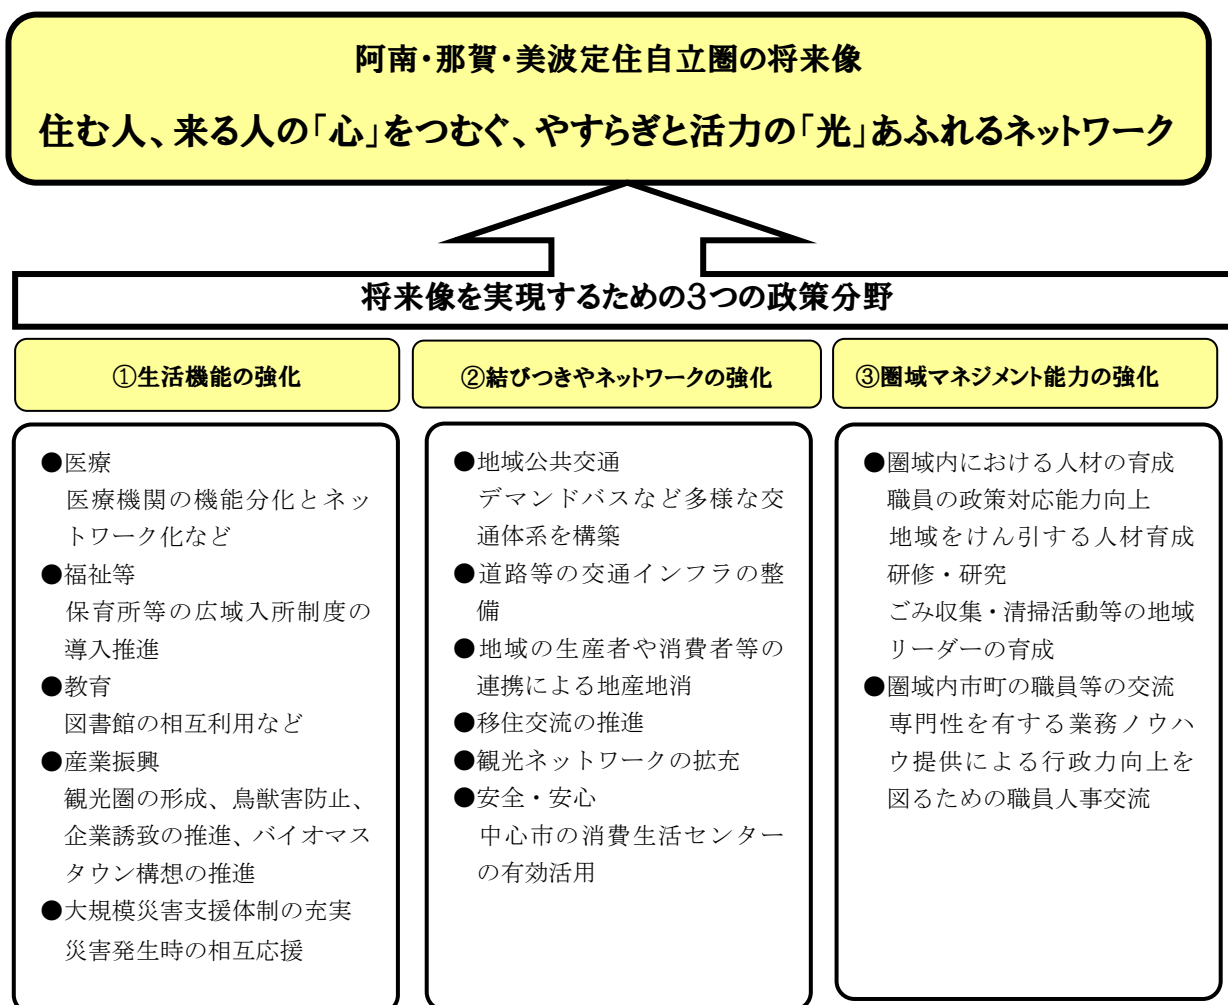 阿南・那賀・美波定住自立圏の将来像
住む人、来る人の「心」をつむぐ、やすらぎと活力の「光」あふれるネットワーク
将来像を実現するための3つの政策分野
①生活機能の強化
●医療
医療機関の機能分化とネッ
トワーク化など
●福祉等
保育所等の広域入所制度の
導入推進
●教育
図書館の相互利用など
●産業振興
観光圏の形成、鳥獣害防止、
企業誘致の推進、バイオマス
タウン構想の推進
●大規模災害支援体制の充実
災害発生時の相互応援
②結びつきやネットワークの強化
●地域公共交通
デマンドバスなど多様な交
通体系を構築
●道路等の交通インフラの整
備
●地域の生産者や消費者等の
連携による地産地消
●移住交流の推進
●観光ネットワークの拡充
●安全・安心
中心市の消費生活センター
の有効活用
③圏域マネジメント能力の強化
●圏域内における人材の育成
職員の政策対応能力向上
地域をけん引する人材育成
研修・研究
ごみ収集・清掃活動等の地域
リーダーの育成
●圏域内市町の職員等の交流
専門性を有する業務ノウハ
ウ提供による行政力向上を
図るための職員人事交流